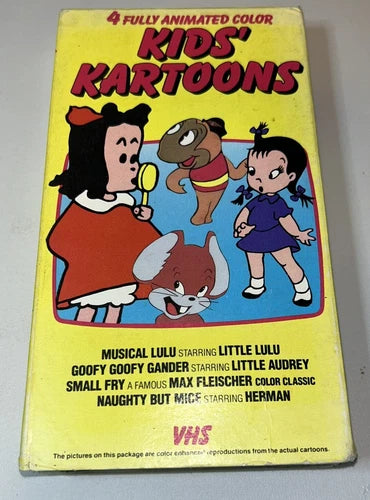 4 FULLY ANIMATED COLOR
KIDS'
KARTOONS
MUSICAL LULU STARRING LITTLE LULU
GOOFY GOOFY GANDER STARRING LITTLE AUDREY
SMALL FRY A FAMOUS MAX FLEISCHER COLOR CLASSIC
NAUGHTY BUT MICE STARRING HERMAN
VHS
The pictures on this package are color enhanced reproductions from the actual cartoons.